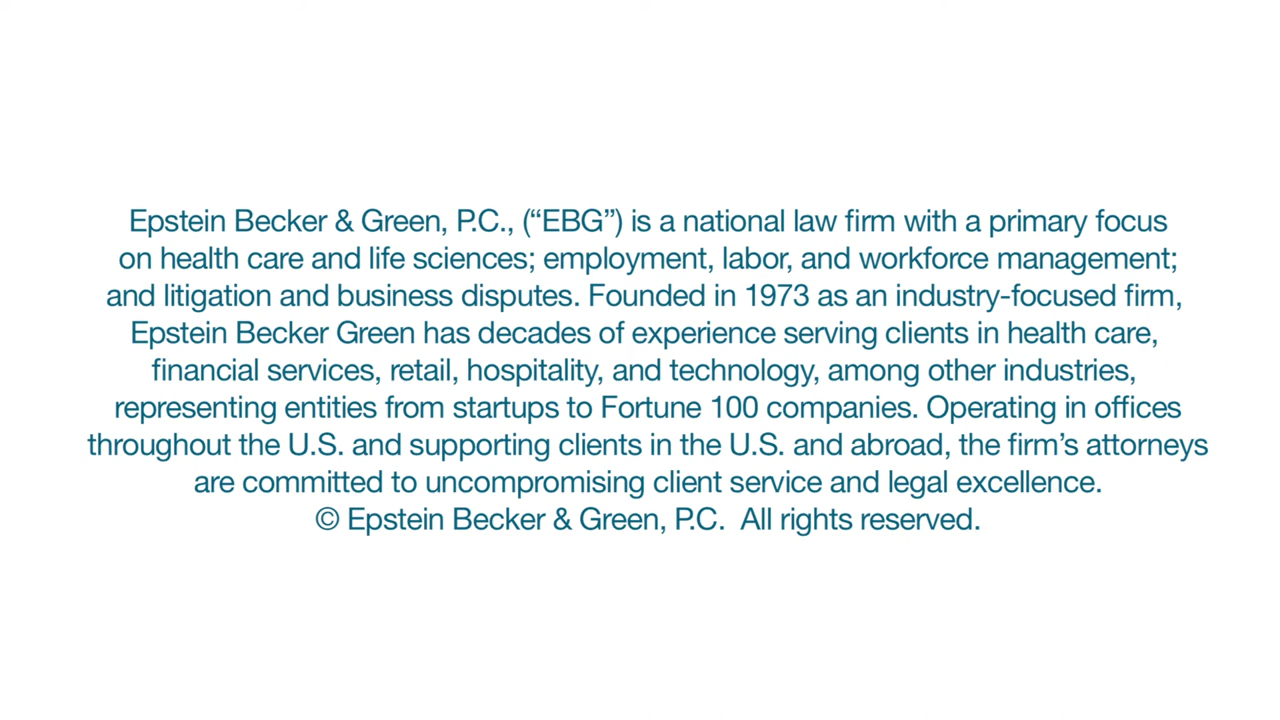 Epstein Becker & Green, P.C., (“EBG”) is a national law firm with a primary focus
on health care and life sciences; employment, labor, and workforce management;
and litigation and business disputes. Founded in 1973 as an industry-focused firm,
Epstein Becker Green has decades of experience serving clients in health care,
financial services, retail, hospitality, and technology, among other industries,
representing entities from startups to Fortune 100 companies. Operating in offices
throughout the U.S. and supporting clients in the U.S. and abroad, the firm’s attorneys
are committed to uncompromising client service and legal excellence.
© Epstein Becker & Green, P.C.  All rights reserved.